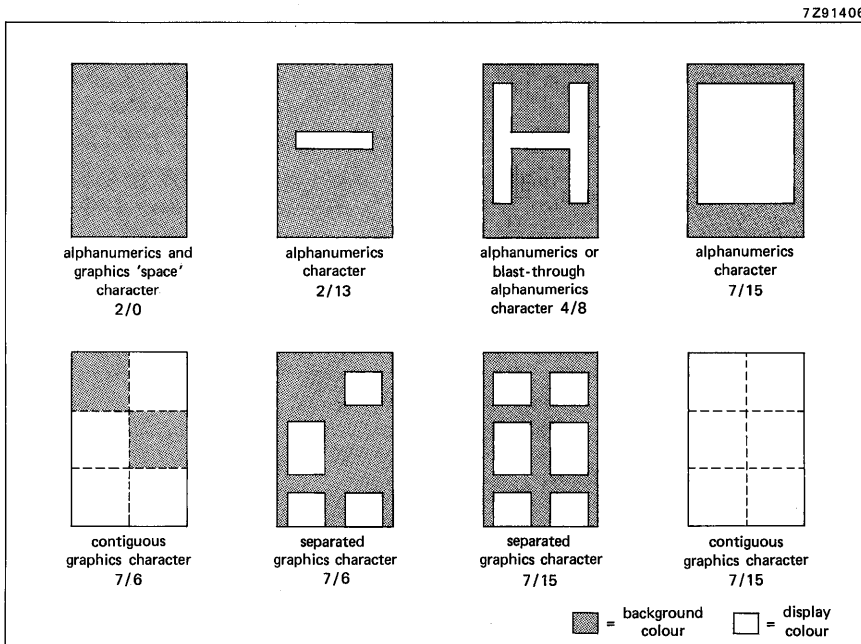 7Z91406
alphanumerics and
graphics 'space'
character
2/0
alphanumerics
character
2/13
alphanumerics or
blast-through
alphanumerics
character 4/8
alphanumerics
character
7/15
contiguous
graphics character
7/6
separated
graphics character
7/6
separated
graphics character
7/15
contiguous
graphics character
7/15
= background
colour
= display
colour